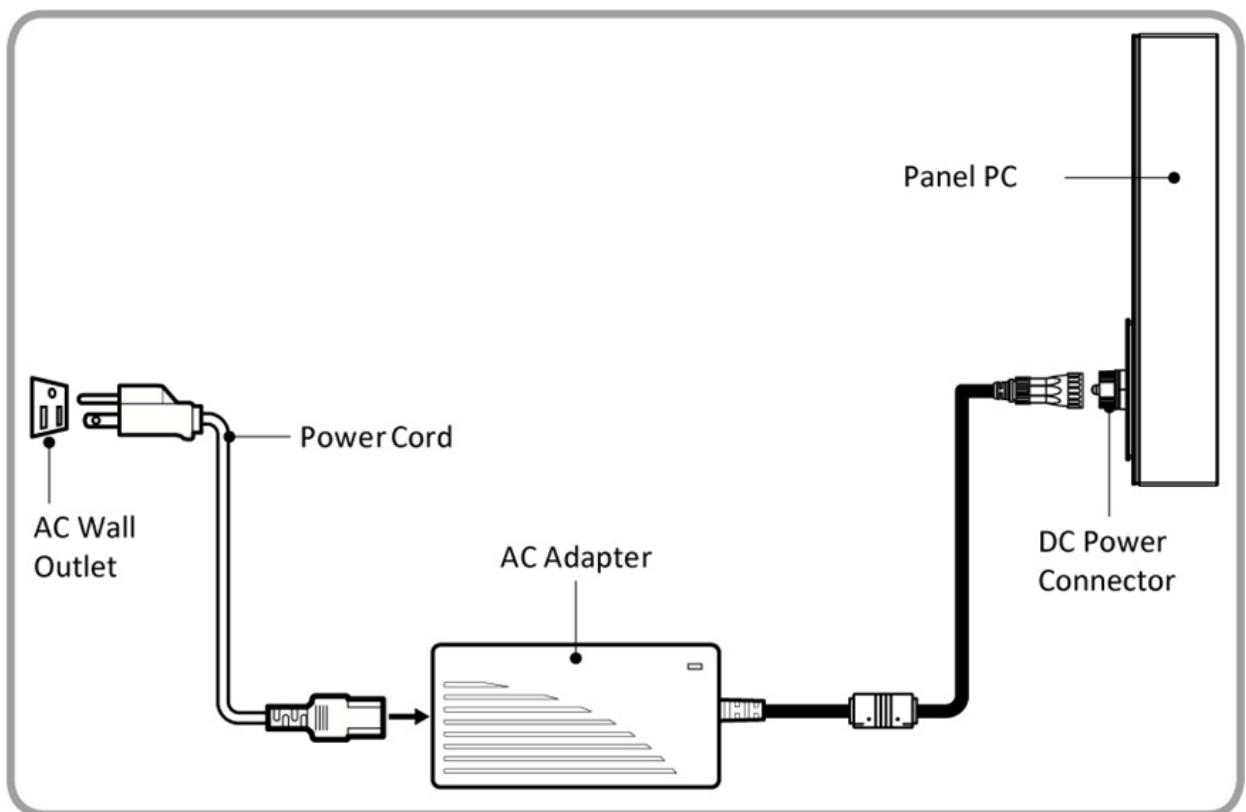 Panel PC
Power Cord
AC Wall
Outlet
AC Adapter
DC Power
Connector